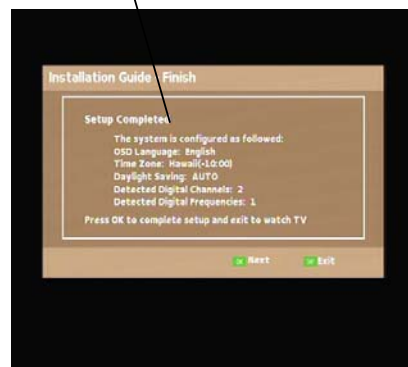 Installation Guide - Finish
Setup Completed
The system is configured as followed:
OSD Language: English
Time Zone: Hawaii(-10:00)
Daylight Saving: AUTO
Detected Digital Channels: 2
Detected Digital Frequencies: 1
Press OK to complete setup and exit to watch TV
Next Exit